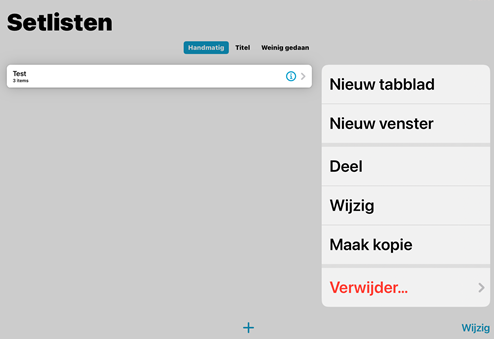 Setlisten
Handmatig Titel Weinig gedaan
Test
3 items
Nieuw tabblad
Nieuw venster
Deel
Wijzig
Maak kopie
Verwijder...
+
Wijzig